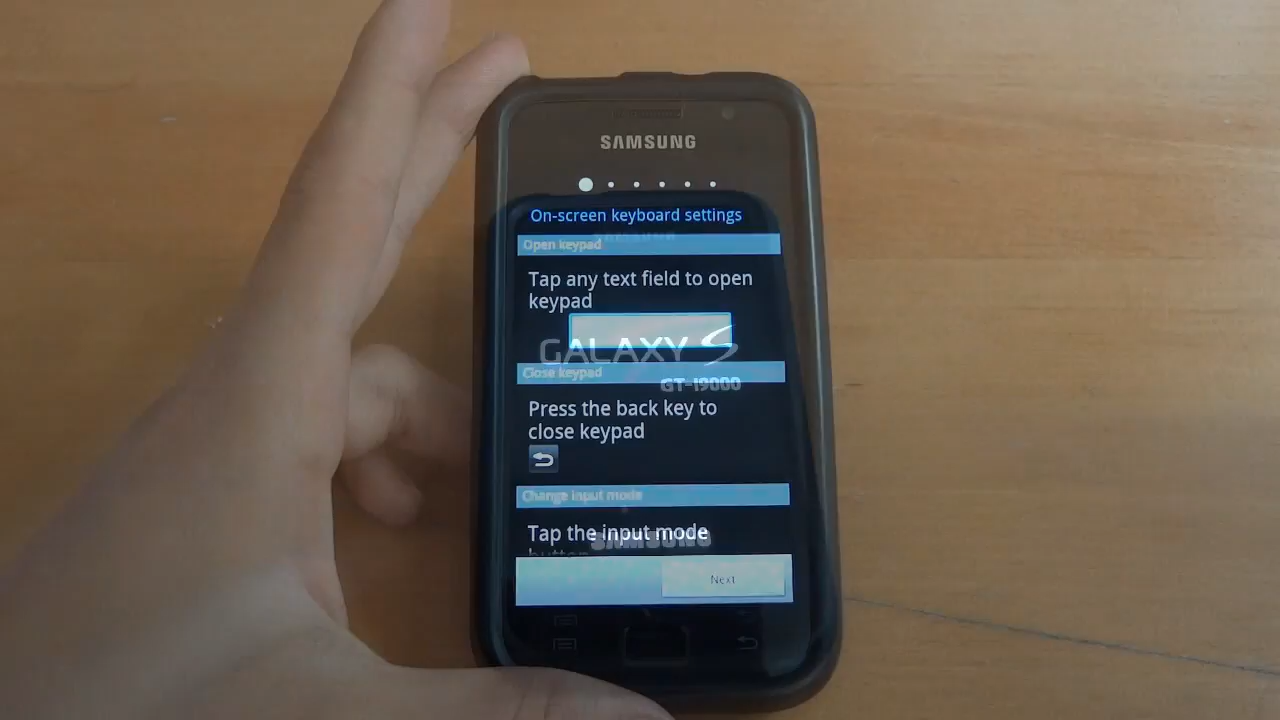 SAMSUNG
On-screen keyboard settings
Open keypad
Tap any text field to open
keypad
GALAXY S
Close keypad
GT-I9000
Press the back key to
close keypad
Change input mode
Tap the input mode
button
SAMSUNG
Next